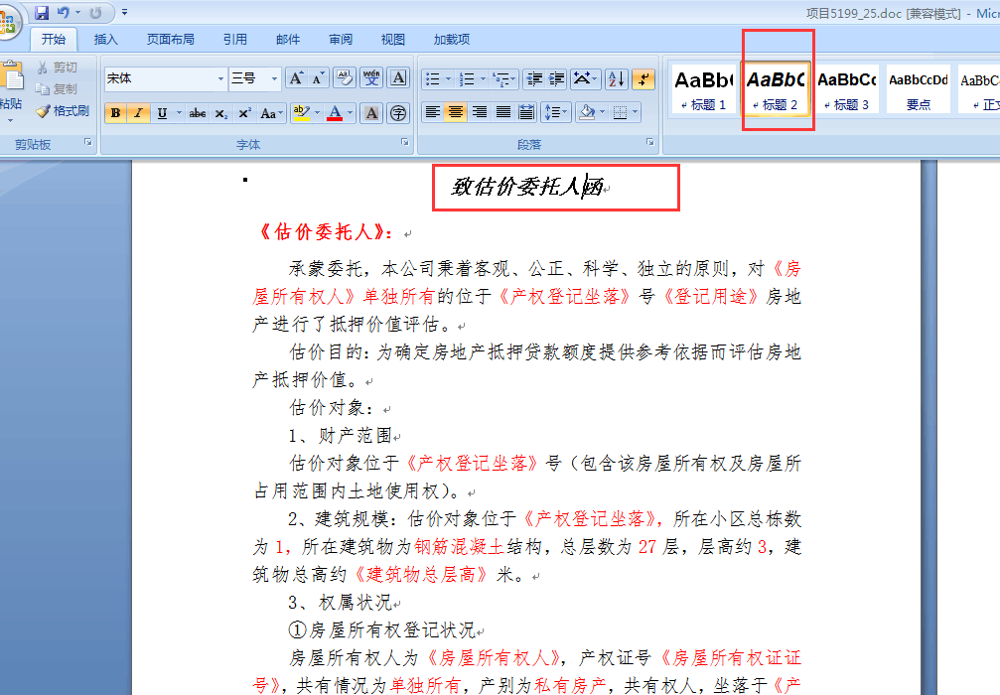 项目5199_25.doc [兼容模式] - Micr
开始 插入 页面布局 引用 邮件 审阅 视图 加载项
剪切
复制
格式刷
粘贴
剪贴板
宋体 三号
B I U abc x₂ x² Aa
字体
段落
AaBb AaBbC AaBbCc AaBbCcDd AaBbCc
标题 1 标题 2 标题 3 要点 正文
致估价委托人函
《估价委托人》：
承蒙委托，本公司秉着客观、公正、科学、独立的原则，对《房
屋所有权人》单独所有的位于《产权登记坐落》号《登记用途》房地
产进行了抵押价值评估。
估价目的：为确定房地产抵押贷款额度提供参考依据而评估房地
产抵押价值。
估价对象：
1、财产范围
估价对象位于《产权登记坐落》号（包含该房屋所有权及房屋所
占用范围内土地使用权）。
2、建筑规模：估价对象位于《产权登记坐落》，所在小区总栋数
为 1，所在建筑物为钢筋混凝土结构，总层数为 27 层，层高约 3，建
筑物总高约《建筑物总层高》米。
3、权属状况
①房屋所有权登记状况
房屋所有权人为《房屋所有权人》，产权证号《房屋所有权证证
号》，共有情况为单独所有，产别为私有房产，共有权人，坐落于《产